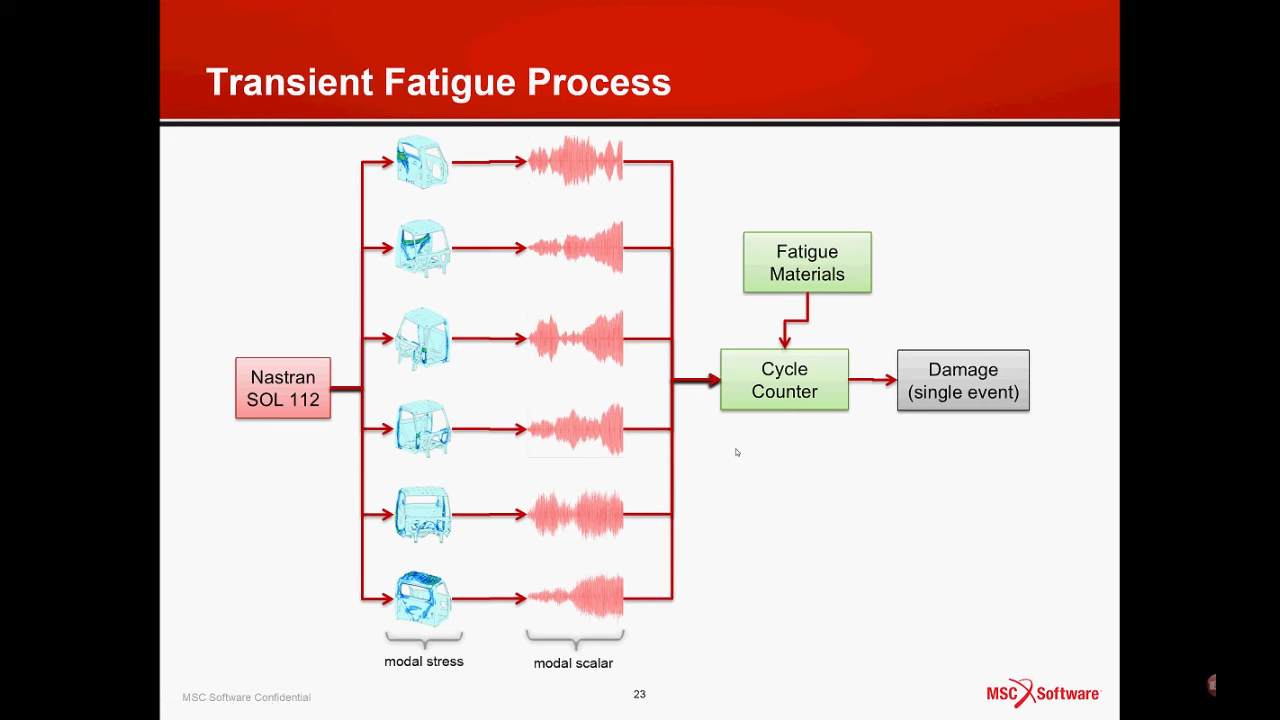 Transient Fatigue Process
Fatigue
Materials
Nastran
SOL 112
Cycle
Counter
Damage
(single event)
modal stress
modal scalar
MSC Software Confidential
23
MSC Software